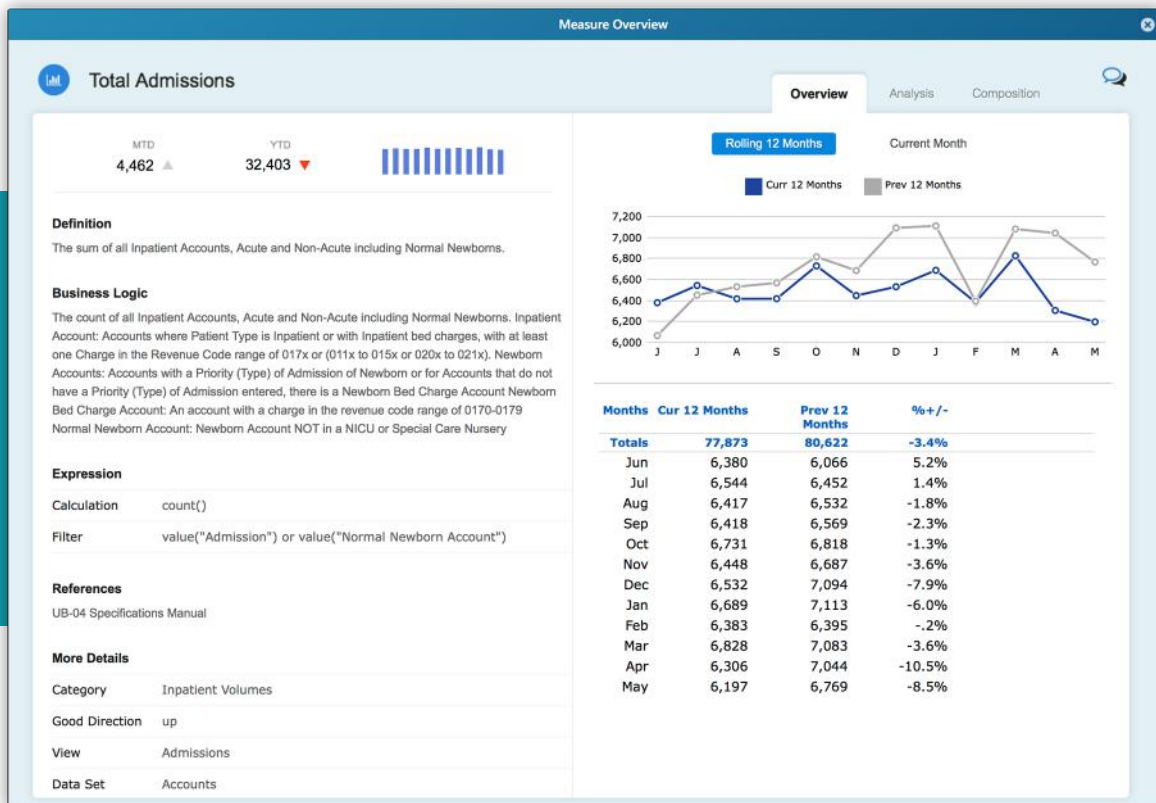 Measure Overview
Total Admissions
Overview Analysis Composition
MTD YTD
4,462 32,403
Definition
The sum of all Inpatient Accounts, Acute and Non-Acute including Normal Newborns.
Business Logic
The count of all Inpatient Accounts, Acute and Non-Acute including Normal Newborns. Inpatient
Account: Accounts where Patient Type is Inpatient or with Inpatient bed charges, with at least
one Charge in the Revenue Code range of 017x or (011x to 015x or 020x to 021x). Newborn
Accounts: Accounts with a Priority (Type) of Admission of Newborn or for Accounts that do not
have a Priority (Type) of Admission entered, there is a Newborn Bed Charge Account Newborn
Bed Charge Account: An account with a charge in the revenue code range of 0170-0179
Normal Newborn Account: Newborn Account NOT in a NICU or Special Care Nursery
Expression
Calculation count()
Filter value("Admission") or value("Normal Newborn Account")
References
UB-04 Specifications Manual
More Details
Category Inpatient Volumes
Good Direction up
View Admissions
Data Set Accounts
Rolling 12 Months Current Month
Curr 12 Months Prev 12 Months
7,200
7,000
6,800
6,600
6,400
6,200
6,000
J J A S O N D J F M A M
Months Cur 12 Months Prev 12 %+/-
Months
Totals 77,873 80,622 -3.4%
Jun 6,380 6,066 5.2%
Jul 6,544 6,452 1.4%
Aug 6,417 6,532 -1.8%
Sep 6,418 6,569 -2.3%
Oct 6,731 6,818 -1.3%
Nov 6,448 6,687 -3.6%
Dec 6,532 7,094 -7.9%
Jan 6,689 7,113 -6.0%
Feb 6,383 6,395 -.2%
Mar 6,828 7,083 -3.6%
Apr 6,306 7,044 -10.5%
May 6,197 6,769 -8.5%